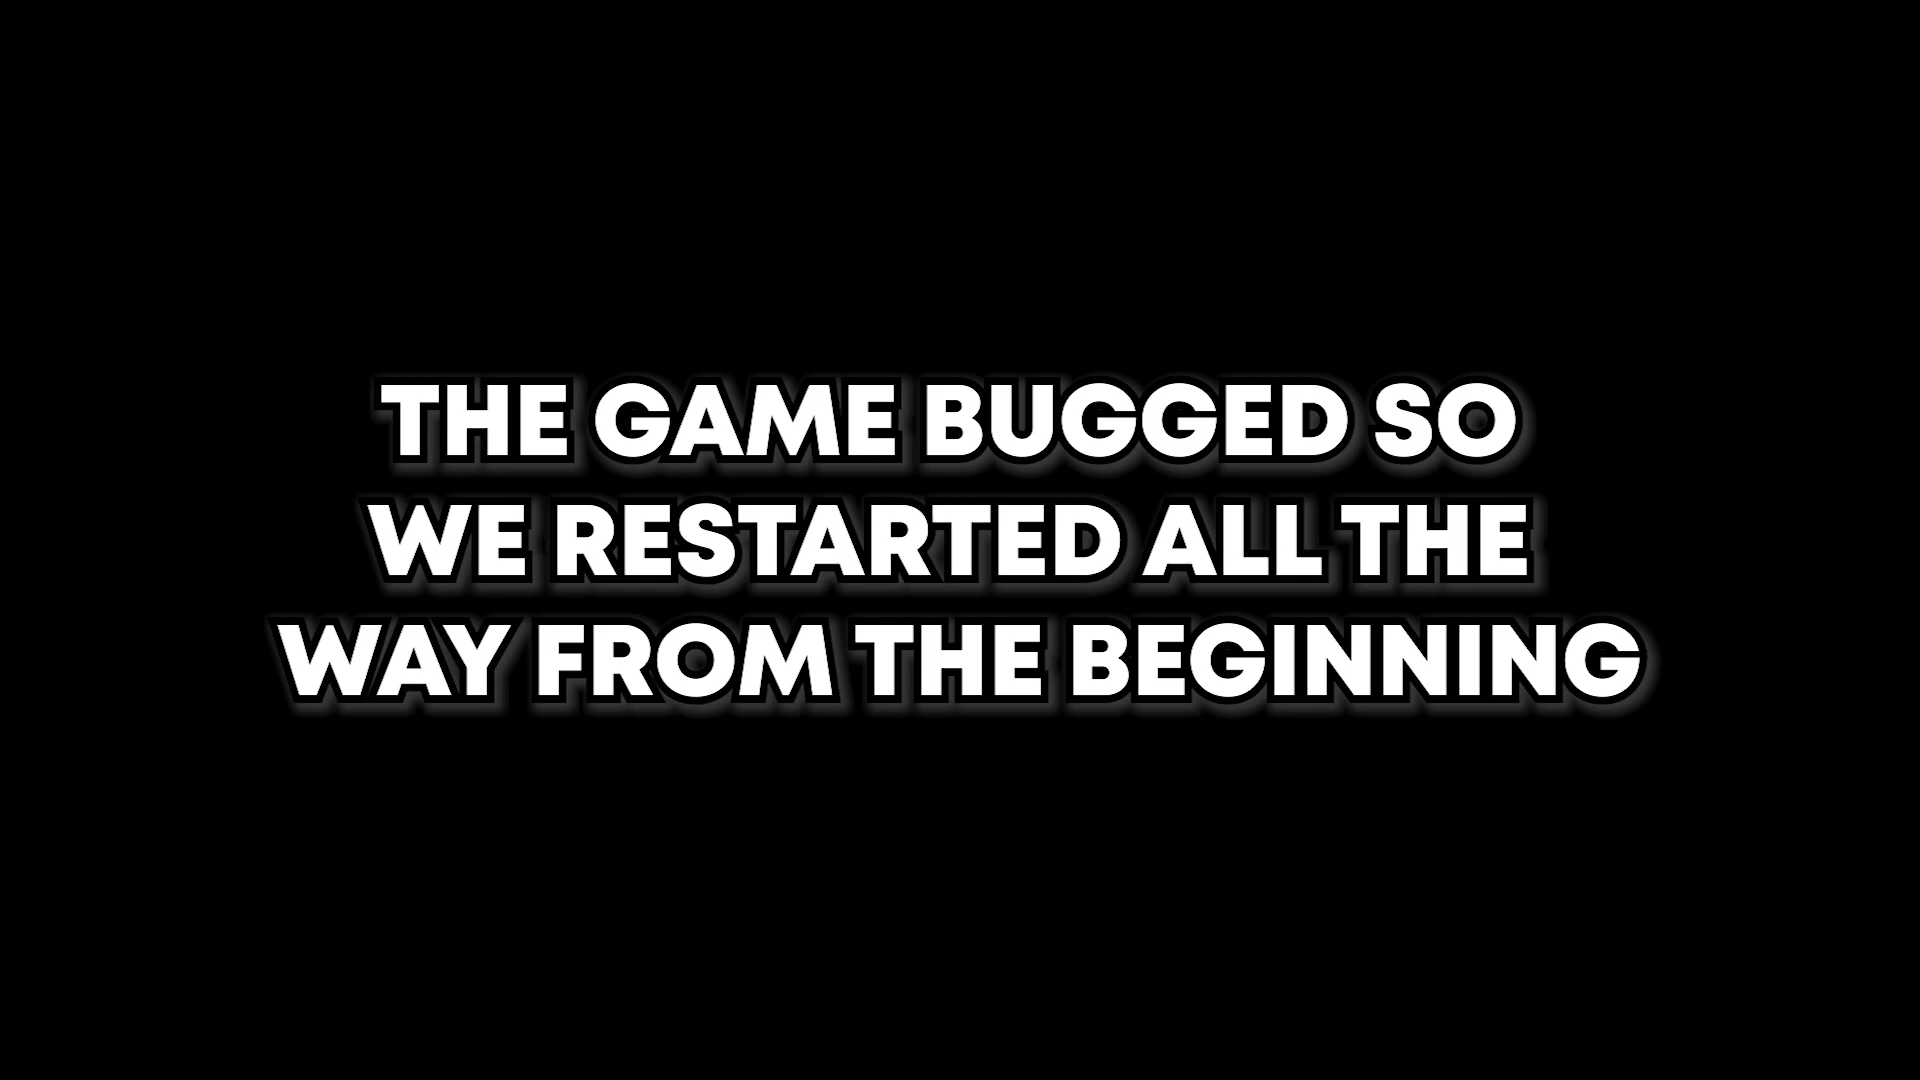 THE GAME BUGGED SO
WE RESTARTED ALL THE
WAY FROM THE BEGINNING